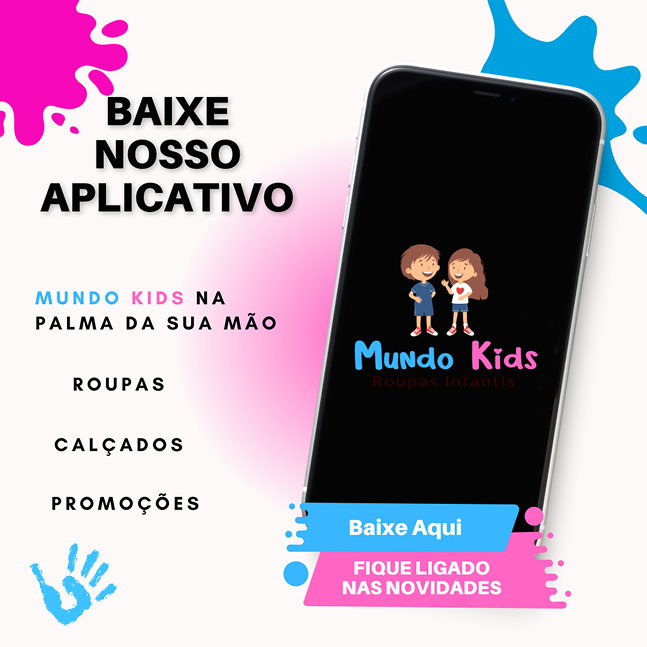 BAIXE
NOSSO
APLICATIVO
MUNDO KIDS NA
PALMA DA SUA MÃO
ROUPAS
CALÇADOS
PROMOÇÕES
Mundo Kids
Roupas Infantis
Baixe Aqui
FIQUE LIGADO
NAS NOVIDADES